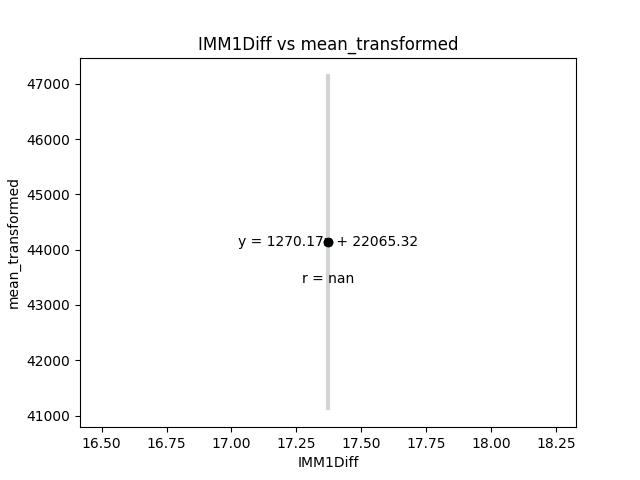 IMM1Diff vs mean_transformed
mean_transformed
47000
46000
45000
44000
43000
42000
41000
y = 1270.17 + 22065.32
r = nan
16.50 16.75 17.00 17.25 17.50 17.75 18.00 18.25
IMM1Diff